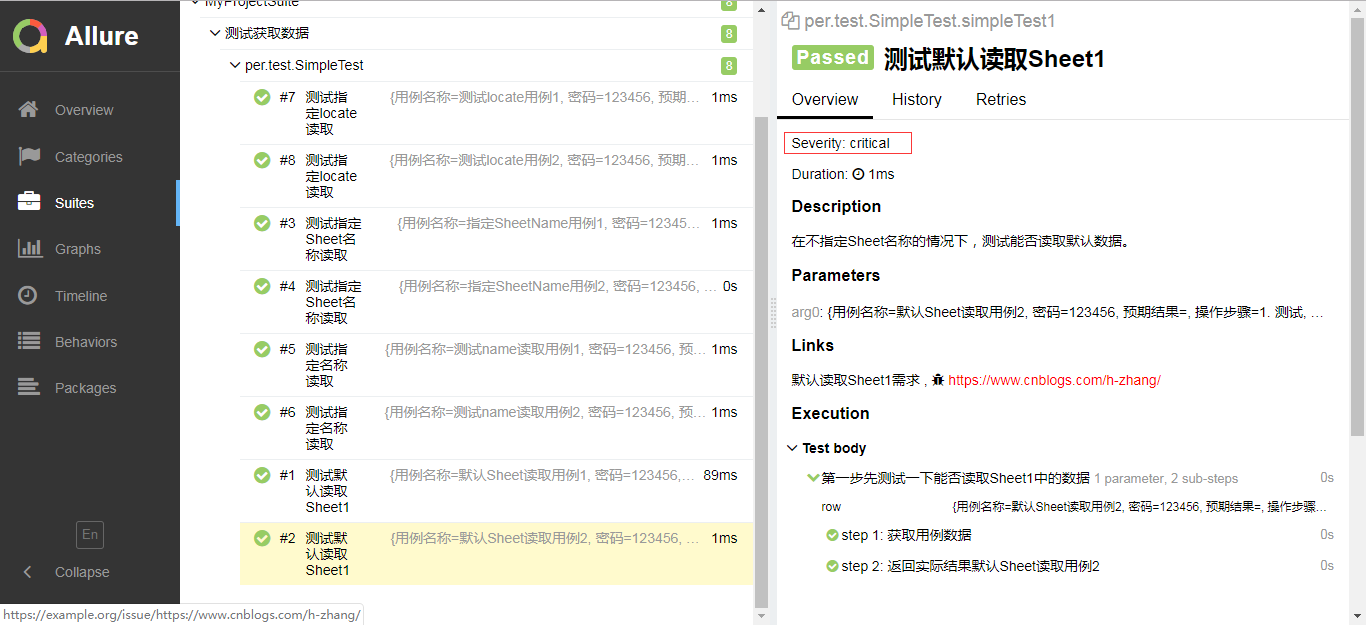 Allure
Overview
Categories
Suites
Graphs
Timeline
Behaviors
Packages
En
Collapse
https://example.org/issue/https://www.cnblogs.com/h-zhang/
MyProjectSuite 8
测试获取数据 8
per.test.SimpleTest 8
#7 测试指 {用例名称=测试locate用例1, 密码=123456, 预期... 1ms
定locate
读取
#8 测试指 {用例名称=测试locate用例2, 密码=123456, 预期... 1ms
定locate
读取
#3 测试指定 {用例名称=指定SheetName用例1, 密码=12345... 1ms
Sheet名
称读取
#4 测试指定 {用例名称=指定SheetName用例2, 密码=123456, ... 0s
Sheet名
称读取
#5 测试指 {用例名称=测试name读取用例1, 密码=123456, 预... 1ms
定名称
读取
#6 测试指 {用例名称=测试name读取用例2, 密码=123456, 预... 1ms
定名称
读取
#1 测试默 {用例名称=默认Sheet读取用例1, 密码=123456,... 89ms
认读取
Sheet1
#2 测试默 {用例名称=默认Sheet读取用例2, 密码=123456, ... 1ms
认读取
Sheet1
per.test.SimpleTest.simpleTest1
Passed 测试默认读取Sheet1
Overview History Retries
Severity: critical
Duration: 1ms
Description
在不指定Sheet名称的情况下，测试能否读取默认数据。
Parameters
arg0: {用例名称=默认Sheet读取用例2, 密码=123456, 预期结果=, 操作步骤=1. 测试, ...
Links
默认读取Sheet1需求 , https://www.cnblogs.com/h-zhang/
Execution
Test body
第一步先测试一下能否读取Sheet1中的数据 1 parameter, 2 sub-steps 0s
row {用例名称=默认Sheet读取用例2, 密码=123456, 预期结果=, 操作步骤...
step 1: 获取用例数据 0s
step 2: 返回实际结果默认Sheet读取用例2 0s